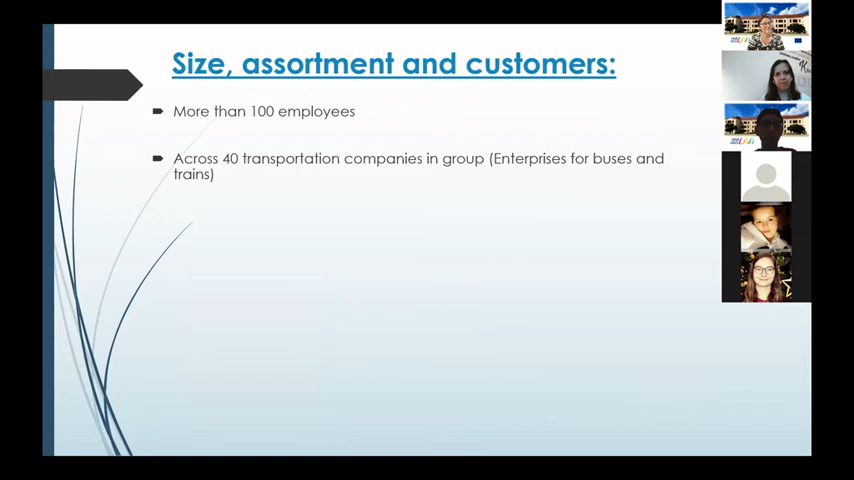 Size, assortment and customers:
More than 100 employees
Across 40 transportation companies in group (Enterprises for buses and
trains)